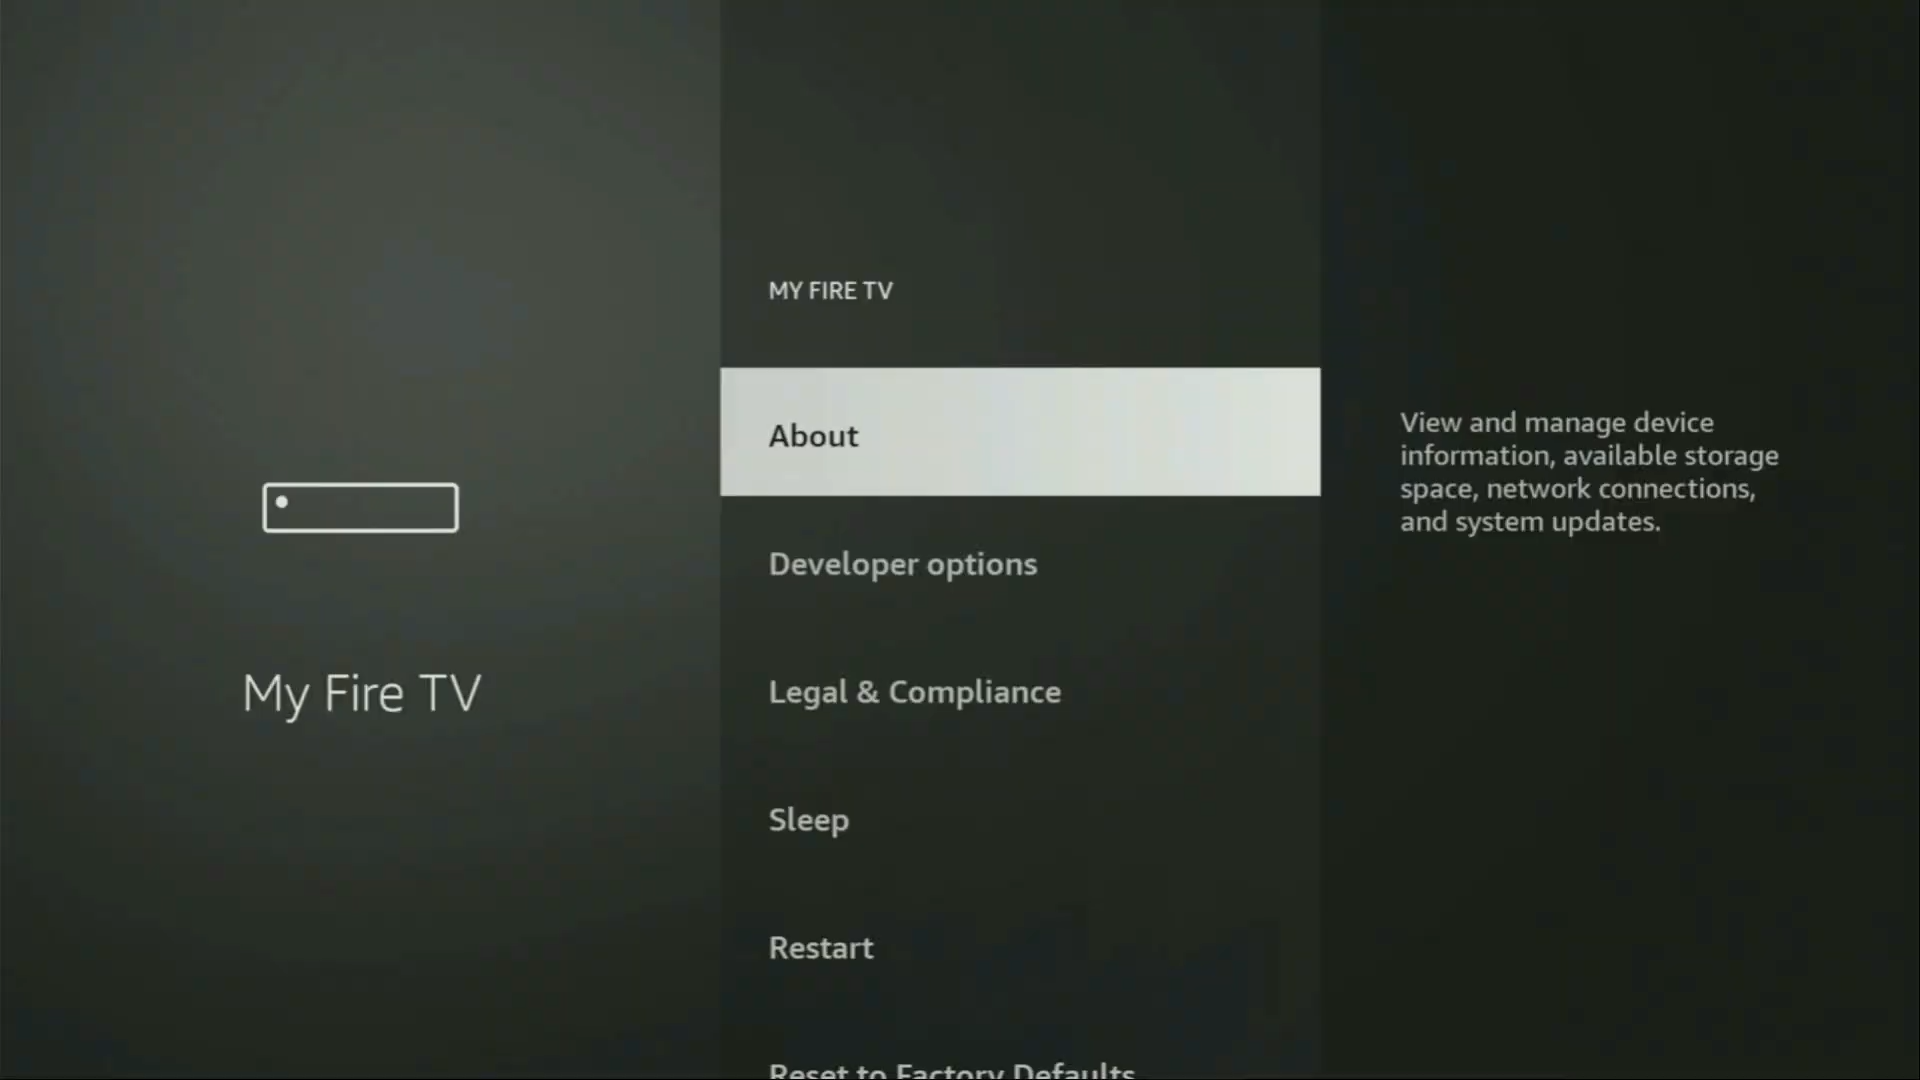 My Fire TV
MY FIRE TV
About
Developer options
Legal & Compliance
Sleep
Restart
Reset to Factory Defaults
View and manage device
information, available storage
space, network connections,
and system updates.